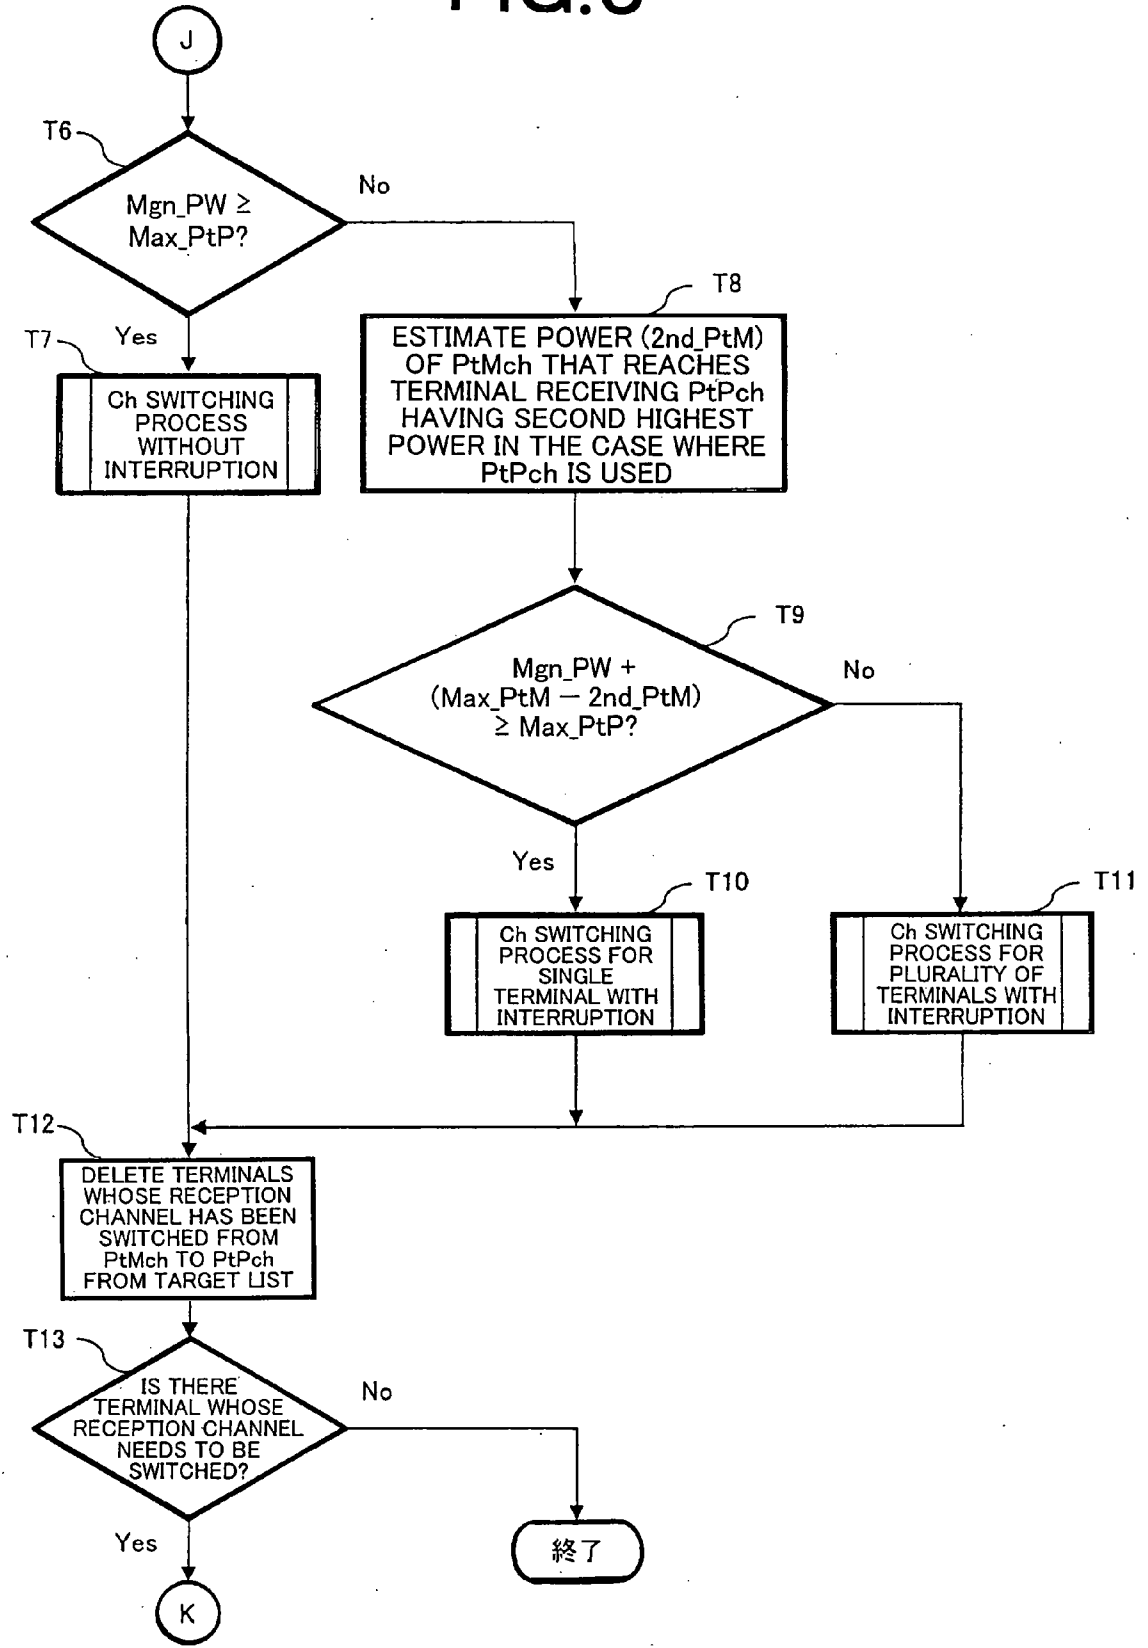 J
T6
Mgn_PW ≥
Max_PtP?
No
Yes
T7
Ch SWITCHING
PROCESS
WITHOUT
INTERRUPTION
T8
ESTIMATE POWER (2nd_PtM)
OF PtMch THAT REACHES
TERMINAL RECEIVING PtPch
HAVING SECOND HIGHEST
POWER IN THE CASE WHERE
PtPch IS USED
T9
Mgn_PW +
(Max_PtM — 2nd_PtM)
≥ Max_PtP?
No
Yes
T10
Ch SWITCHING
PROCESS FOR
SINGLE
TERMINAL WITH
INTERRUPTION
T11
Ch SWITCHING
PROCESS FOR
PLURALITY OF
TERMINALS WITH
INTERRUPTION
T12
DELETE TERMINALS
WHOSE RECEPTION
CHANNEL HAS BEEN
SWITCHED FROM
PtMch TO PtPch
FROM TARGET LIST
T13
IS THERE
TERMINAL WHOSE
RECEPTION CHANNEL
NEEDS TO BE
SWITCHED?
No
Yes
終了
K